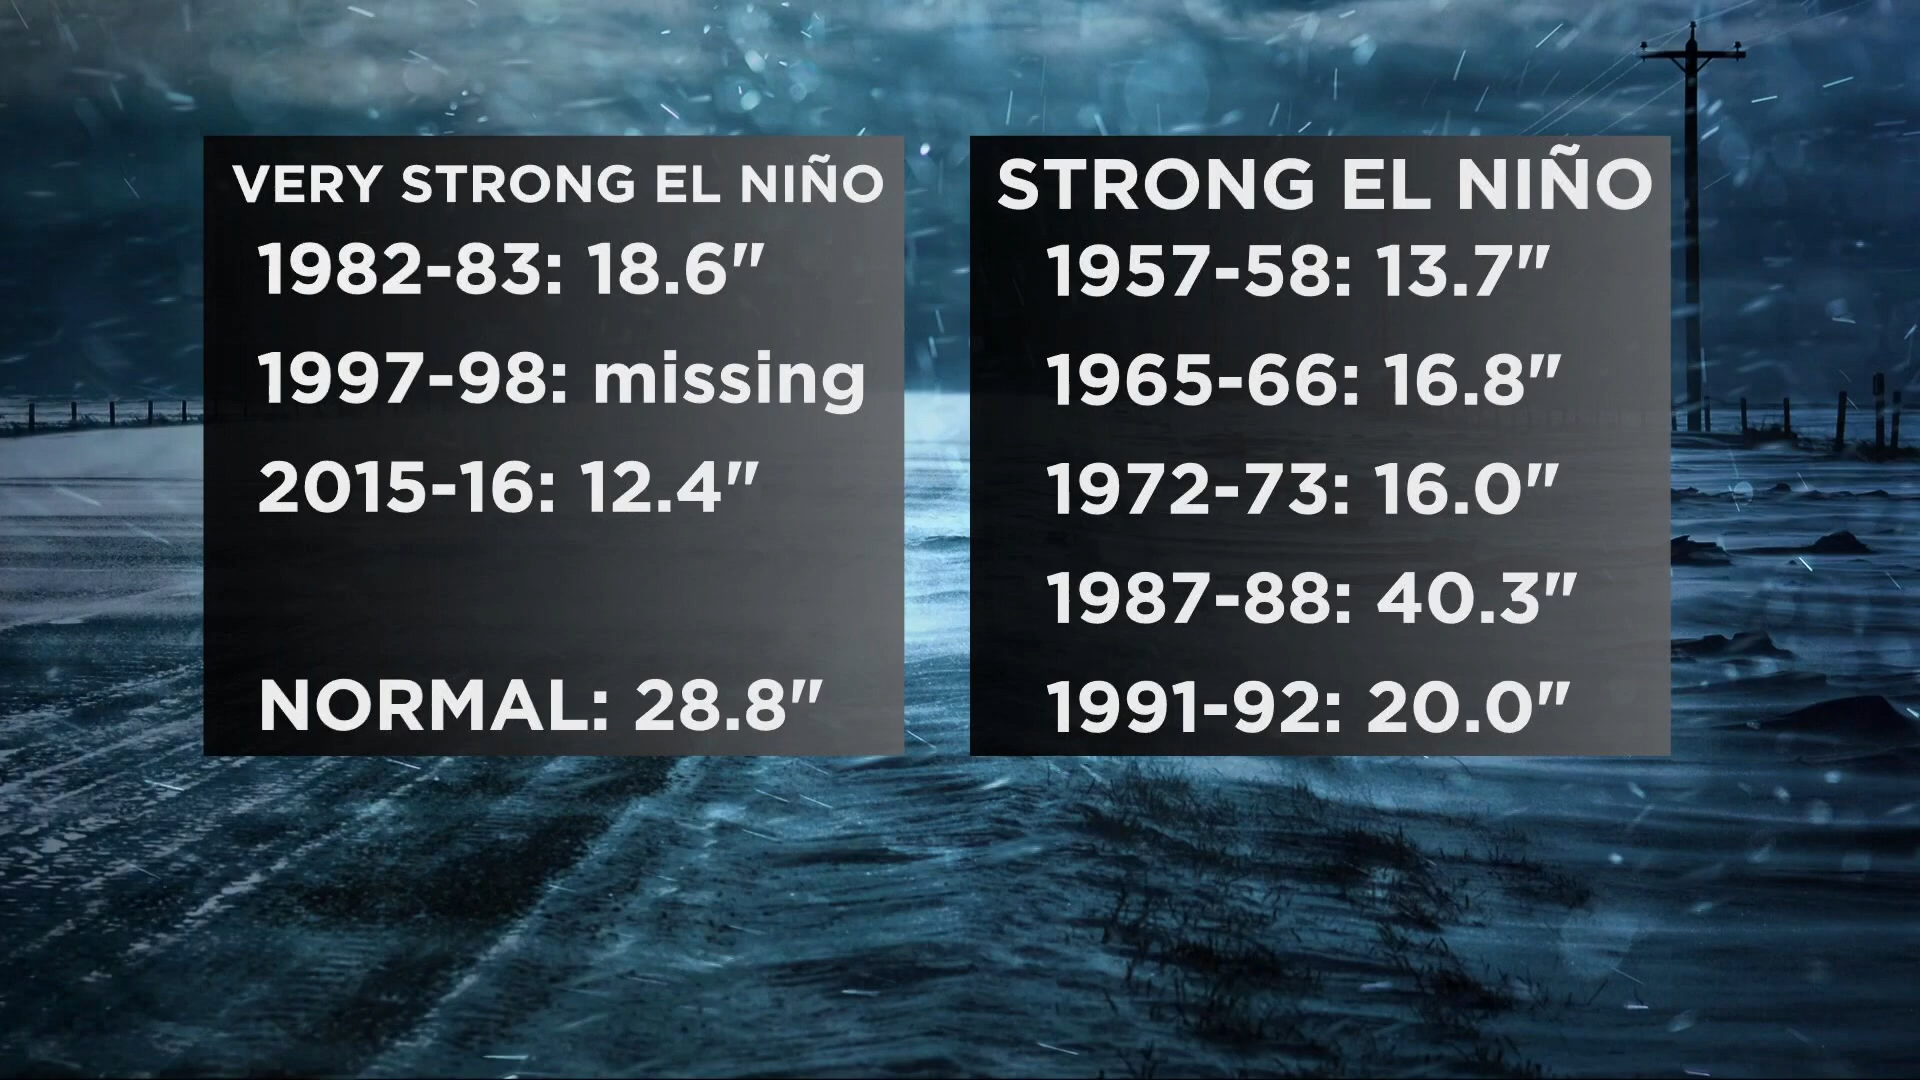 VERY STRONG EL NIÑO
1982-83: 18.6"
1997-98: missing
2015-16: 12.4"
NORMAL: 28.8"
STRONG EL NIÑO
1957-58: 13.7"
1965-66: 16.8"
1972-73: 16.0"
1987-88: 40.3"
1991-92: 20.0"